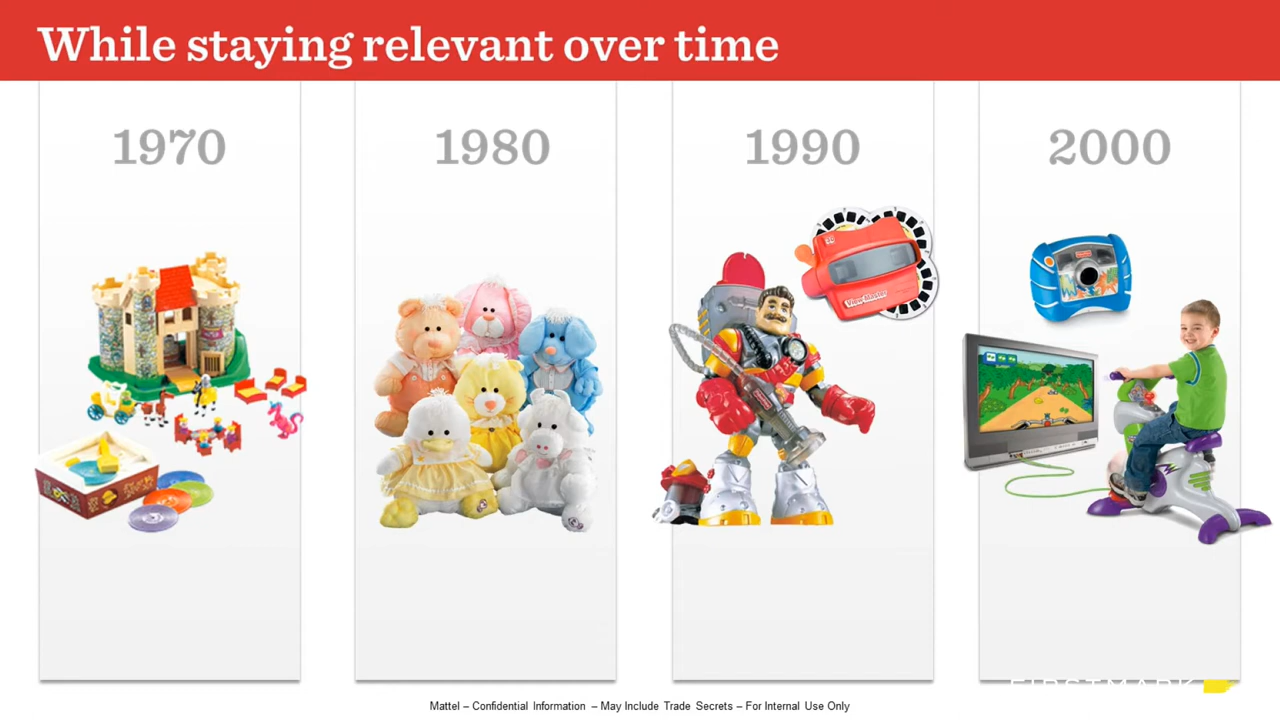 While staying relevant over time
1970
1980
1990
2000
View-Master
FIRSTMARK
Mattel – Confidential Information – May Include Trade Secrets – For Internal Use Only